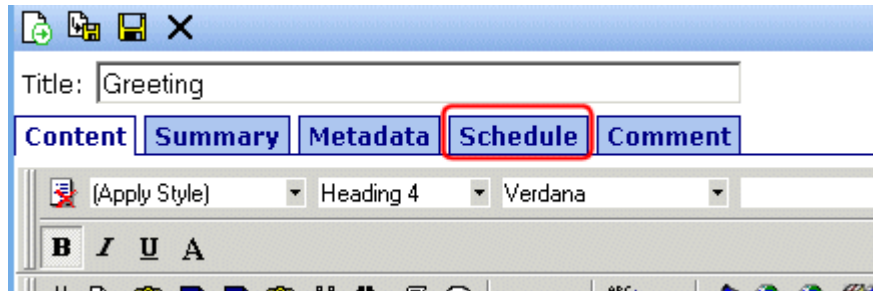 Title: Greeting
Content Summary Metadata Schedule Comment
(Apply Style) Heading 4 Verdana
B I U A